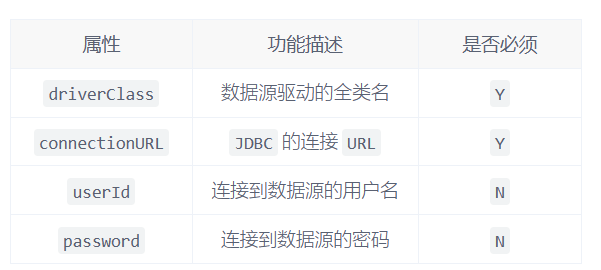 属性 功能描述 是否必须
driverClass 数据源驱动的全类名 Y
connectionURL JDBC 的连接 URL Y
userId 连接到数据源的用户名 N
password 连接到数据源的密码 N